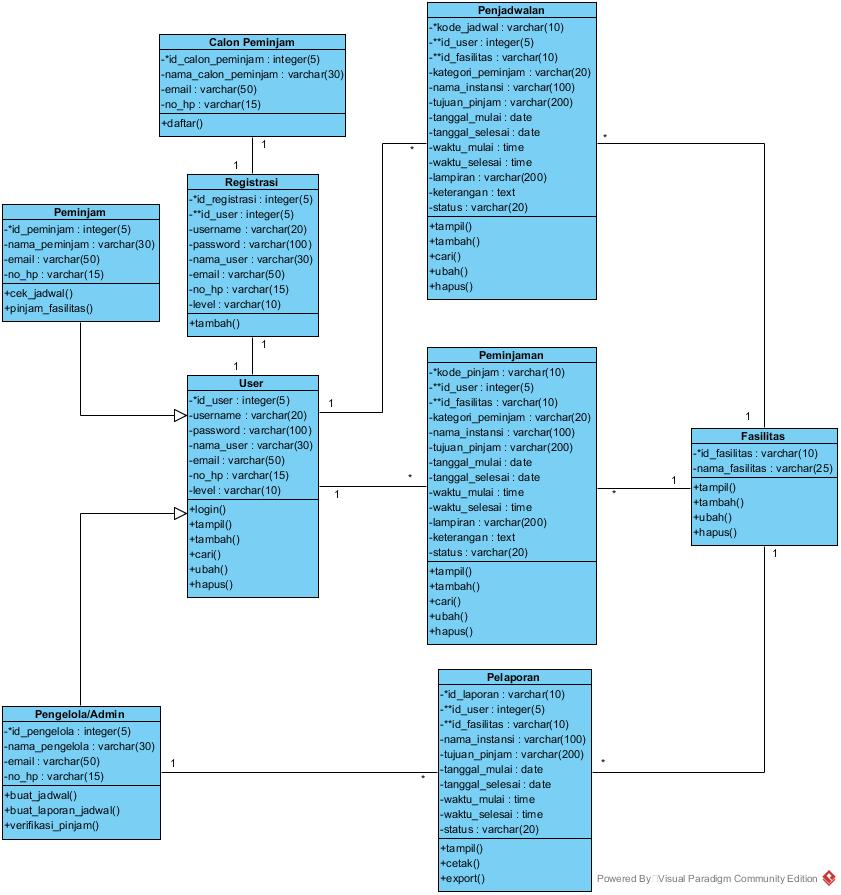 Calon Peminjam
-*id_calon_peminjam : integer(5)
-nama_calon_peminjam : varchar(30)
-email : varchar(50)
-no_hp : varchar(15)
+daftar()
1
1
Registrasi
-*id_registrasi : integer(5)
-**id_user : integer(5)
-username : varchar(20)
-password : varchar(100)
-nama_user : varchar(30)
-email : varchar(50)
-no_hp : varchar(15)
-level : varchar(10)
+tambah()
1
1
Peminjam
-*id_peminjam : integer(5)
-nama_peminjam : varchar(30)
-email : varchar(50)
-no_hp : varchar(15)
+cek_jadwal()
+pinjam_fasilitas()
User
-*id_user : integer(5)
-username : varchar(20)
-password : varchar(100)
-nama_user : varchar(30)
-email : varchar(50)
-no_hp : varchar(15)
-level : varchar(10)
+login()
+tampil()
+tambah()
+cari()
+ubah()
+hapus()
1
*
1
*
Penjadwalan
-*kode_jadwal : varchar(10)
-**id_user : integer(5)
-**id_fasilitas : varchar(10)
-kategori_peminjam : varchar(20)
-nama_instansi : varchar(100)
-tujuan_pinjam : varchar(200)
-tanggal_mulai : date
-tanggal_selesai : date
-waktu_mulai : time
-waktu_selesai : time
-lampiran : varchar(200)
-keterangan : text
-status : varchar(20)
+tampil()
+tambah()
+cari()
+ubah()
+hapus()
*
1
Peminjaman
-*kode_pinjam : varchar(10)
-**id_user : integer(5)
-**id_fasilitas : varchar(10)
-kategori_peminjam : varchar(20)
-nama_instansi : varchar(100)
-tujuan_pinjam : varchar(200)
-tanggal_mulai : date
-tanggal_selesai : date
-waktu_mulai : time
-waktu_selesai : time
-lampiran : varchar(200)
-keterangan : text
-status : varchar(20)
+tampil()
+tambah()
+cari()
+ubah()
+hapus()
*
1
Fasilitas
-*id_fasilitas : varchar(10)
-nama_fasilitas : varchar(25)
+tampil()
+tambah()
+ubah()
+hapus()
1
*
Pengelola/Admin
-*id_pengelola : integer(5)
-nama_pengelola : varchar(30)
-email : varchar(50)
-no_hp : varchar(15)
+buat_jadwal()
+buat_laporan_jadwal()
+verifikasi_pinjam()
1
*
Pelaporan
-*id_laporan : varchar(10)
-**id_user : integer(5)
-**id_fasilitas : varchar(10)
-nama_instansi : varchar(100)
-tujuan_pinjam : varchar(200)
-tanggal_mulai : date
-tanggal_selesai : date
-waktu_mulai : time
-waktu_selesai : time
-status : varchar(20)
+tampil()
+cetak()
+export()
Powered By Visual Paradigm Community Edition